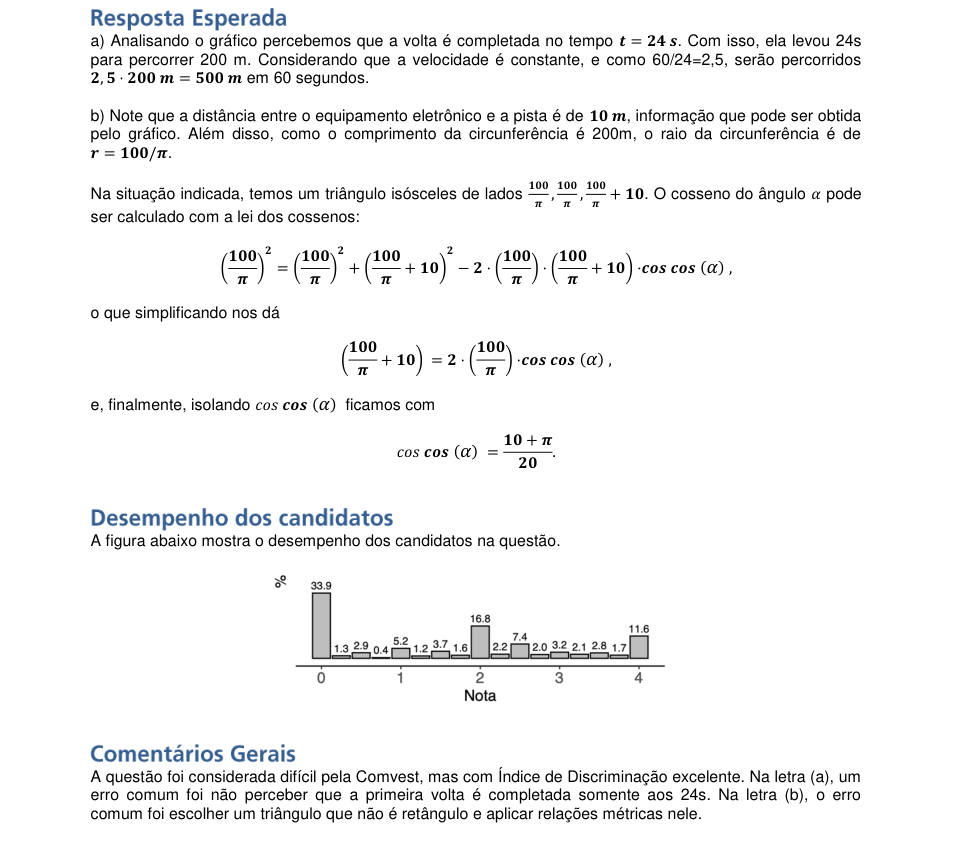 Resposta Esperada
a) Analisando o gráfico percebemos que a volta é completada no tempo t = 24 s. Com isso, ela levou 24s
para percorrer 200 m. Considerando que a velocidade é constante, e como 60/24=2,5, serão percorridos
2,5 · 200 m = 500 m em 60 segundos.
b) Note que a distância entre o equipamento eletrônico e a pista é de 10 m, informação que pode ser obtida
pelo gráfico. Além disso, como o comprimento da circunferência é 200m, o raio da circunferência é de
r = 100/π.
Na situação indicada, temos um triângulo isósceles de lados 100/π, 100/π, 100/π + 10. O cosseno do ângulo α pode
ser calculado com a lei dos cossenos:
(100/π)² = (100/π)² + (100/π + 10)² − 2 · (100/π) · (100/π + 10) ·cos cos (α) ,
o que simplificando nos dá
(100/π + 10) = 2 · (100/π) ·cos cos (α) ,
e, finalmente, isolando cos cos (α) ficamos com
cos cos (α) = 10 + π / 20.
Desempenho dos candidatos
A figura abaixo mostra o desempenho dos candidatos na questão.
%
33.9 1.3 2.9 0.4 5.2 1.2 3.7 1.6 16.8 2.2 7.4 2.0 3.2 2.1 2.8 1.7 11.6
0 1 2 3 4
Nota
Comentários Gerais
A questão foi considerada difícil pela Comvest, mas com Índice de Discriminação excelente. Na letra (a), um
erro comum foi não perceber que a primeira volta é completada somente aos 24s. Na letra (b), o erro
comum foi escolher um triângulo que não é retângulo e aplicar relações métricas nele.